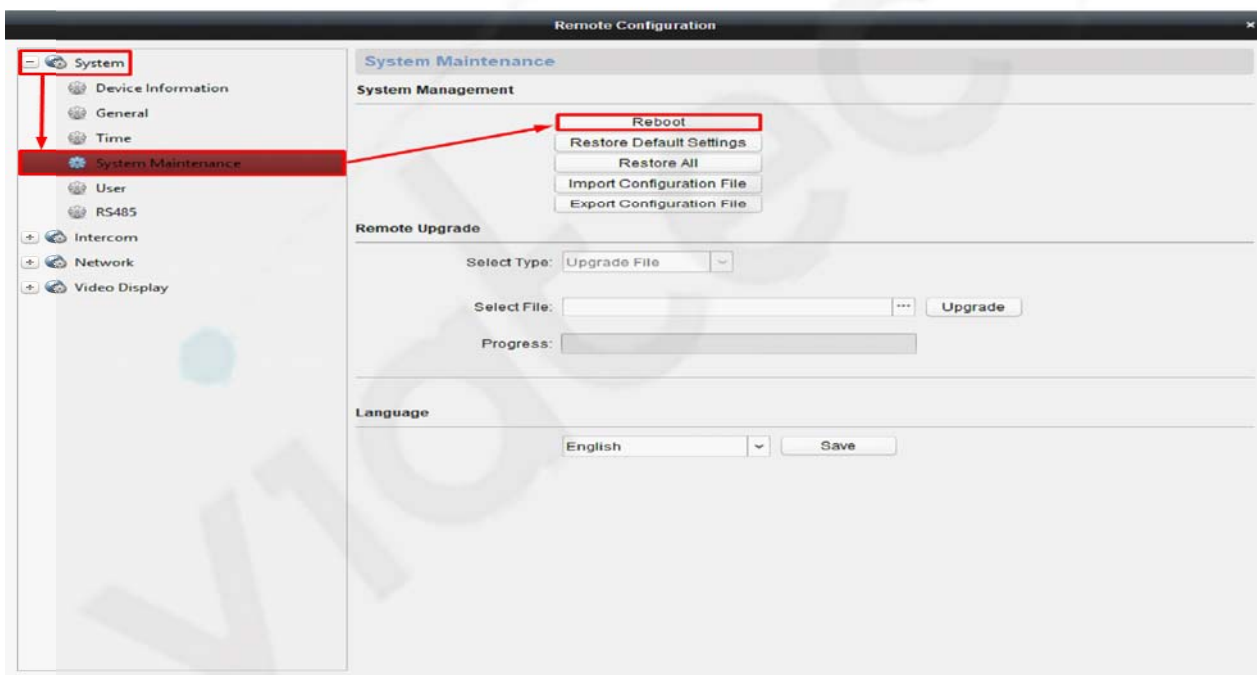 Remote Configuration
System
Device Information
General
Time
System Maintenance
User
RS485
Intercom
Network
Video Display
System Maintenance
System Management
Reboot
Restore Default Settings
Restore All
Import Configuration File
Export Configuration File
Remote Upgrade
Select Type: Upgrade File
Select File: ... Upgrade
Progress:
Language
English Save